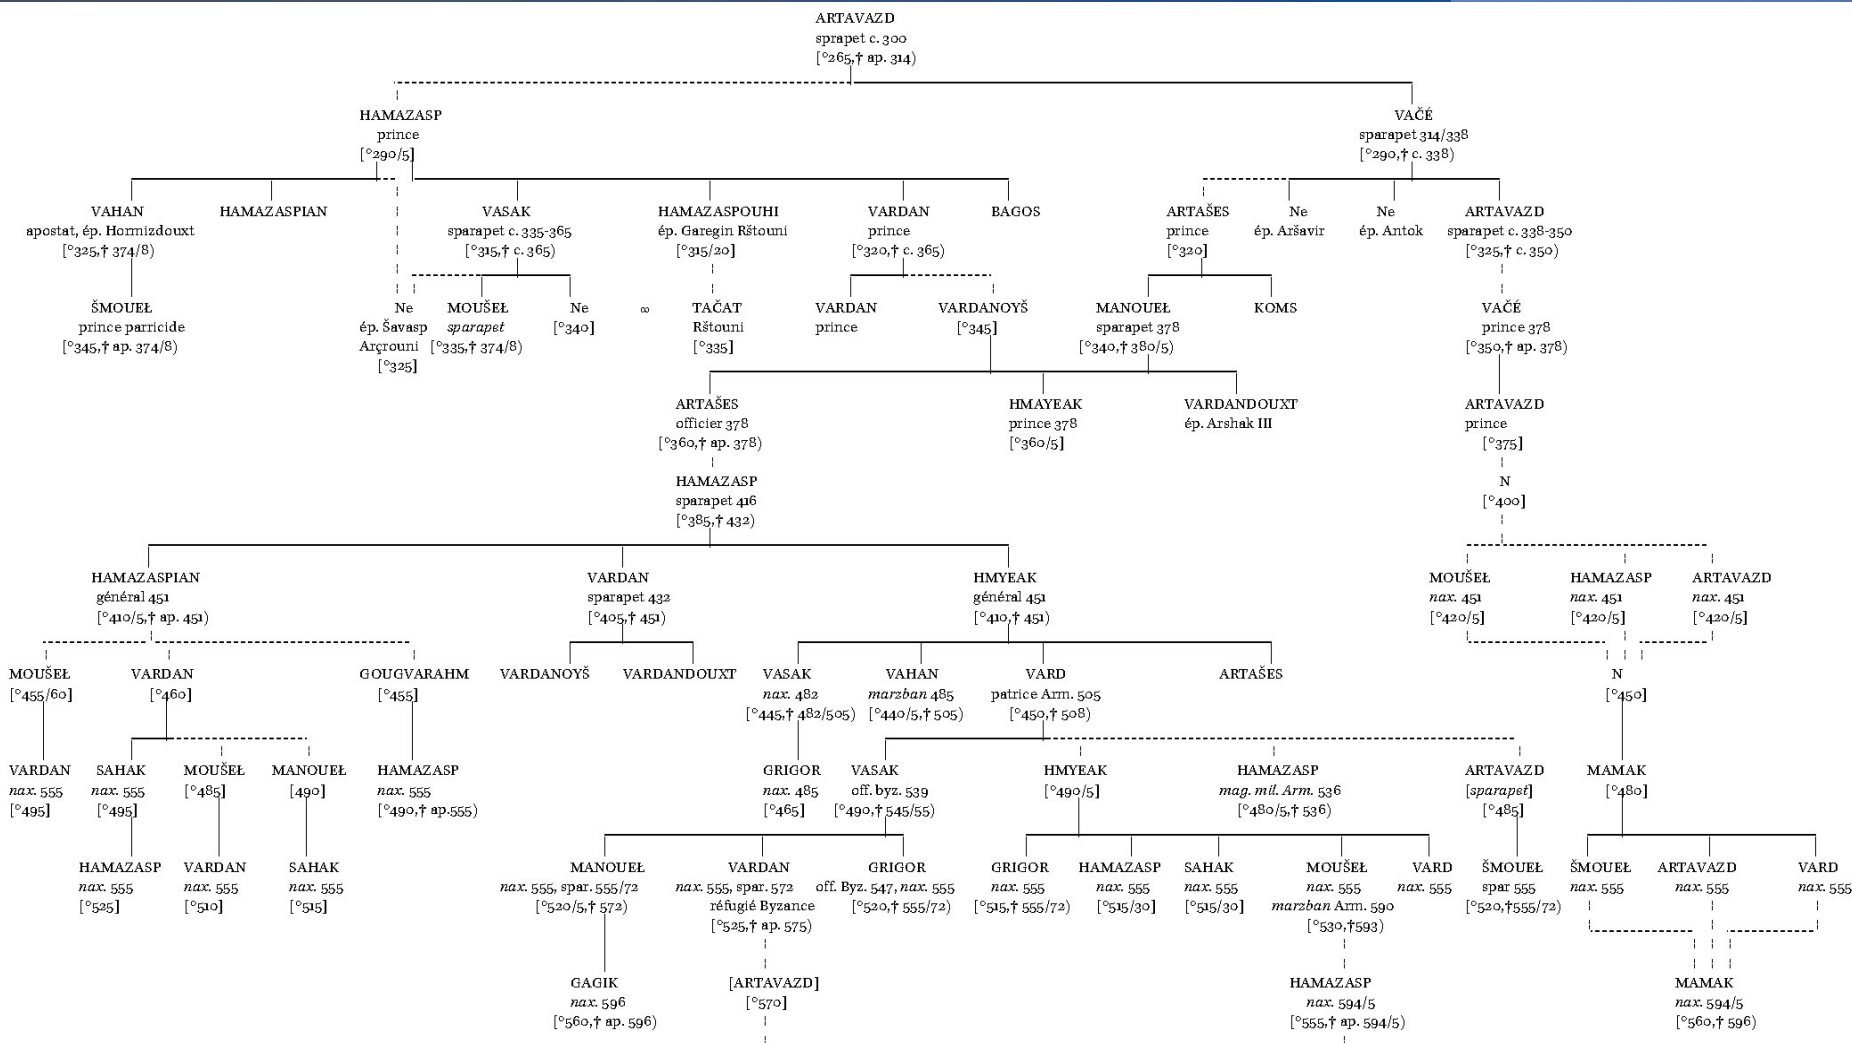 ARTAVAZD
sprapet c. 300
[°265,† ap. 314)
HAMAZASP
prince
[°290/5]
VAČÉ
sparapet 314/338
[°290,† c. 338)
VAHAN
apostat, ép. Hormizdouxt
[°325,† 374/8)
HAMAZASPIAN
VASAK
sparapet c. 335-365
[°315,† c. 365)
HAMAZASPOUHI
ép. Garegin Rštouni
[°315/20]
VARDAN
prince
[°320,† c. 365)
BAGOS
ARTAŠES
prince
[°320]
Ne
ép. Aršavir
Ne
ép. Antok
ARTAVAZD
sparapet c. 338-350
[°325,† c. 350)
ŠMOUEŁ
prince parricide
[°345,† ap. 374/8)
Ne
ép. Šavasp
Arçrouni
[°325]
MOUŠEŁ
sparapet
[°335,† 374/8)
Ne
[°340]
∞
TAČAT
Rštouni
[°335]
VARDAN
prince
VARDANOYŠ
[°345]
MANOUEŁ
sparapet 378
[°340,† 380/5)
KOMS
VAČÉ
prince 378
[°350,† ap. 378)
ARTAŠES
officier 378
[°360,† ap. 378)
HMAYEAK
prince 378
[°360/5]
VARDANDOUXT
ép. Arshak III
ARTAVAZD
prince
[°375]
HAMAZASP
sparapet 416
[°385,† 432)
N
[°400]
HAMAZASPIAN
général 451
[°410/5,† ap. 451)
VARDAN
sparapet 432
[°405,† 451)
HMYEAK
général 451
[°410,† 451)
MOUŠEŁ
nax. 451
[°420/5]
HAMAZASP
nax. 451
[°420/5]
ARTAVAZD
nax. 451
[°420/5]
MOUŠEŁ
[°455/60]
VARDAN
[°460]
GOUGVARAHM
[°455]
VARDANOYŠ
VARDANDOUXT
VASAK
nax. 482
[°445,† 482/505)
VAHAN
marzban 485
[°440/5,† 505)
VARD
patrice Arm. 505
[°450,† 508)
ARTAŠES
N
[°450]
VARDAN
nax. 555
[°495]
SAHAK
nax. 555
[°495]
MOUŠEŁ
[°485]
MANOUEŁ
[490]
HAMAZASP
nax. 555
[°490,† ap.555)
GRIGOR
nax. 485
[°465]
VASAK
off. byz. 539
[°490,† 545/55)
HMYEAK
[°490/5]
HAMAZASP
mag. mil. Arm. 536
[°480/5,† 536)
ARTAVAZD
[sparapet]
[°485]
MAMAK
[°480]
HAMAZASP
nax. 555
[°525]
VARDAN
nax. 555
[°510]
SAHAK
nax. 555
[°515]
MANOUEŁ
nax. 555, spar. 555/72
[°520/5,† 572)
VARDAN
nax. 555, spar. 572
réfugié Byzance
[°525,† ap. 575)
GRIGOR
off. Byz. 547, nax. 555
[°520,† 555/72)
GRIGOR
nax. 555
[°515,† 555/72)
HAMAZASP
nax. 555
[°515/30]
SAHAK
nax. 555
[°515/30]
MOUŠEŁ
nax. 555
marzban Arm. 590
[°530,†593)
VARD
nax. 555
ŠMOUEŁ
spar 555
[°520,†555/72)
ŠMOUEŁ
nax. 555
ARTAVAZD
nax. 555
VARD
nax. 555
GAGIK
nax. 596
[°560,† ap. 596)
[ARTAVAZD]
[°570]
HAMAZASP
nax. 594/5
[°555,† ap. 594/5)
MAMAK
nax. 594/5
[°560,† 596)